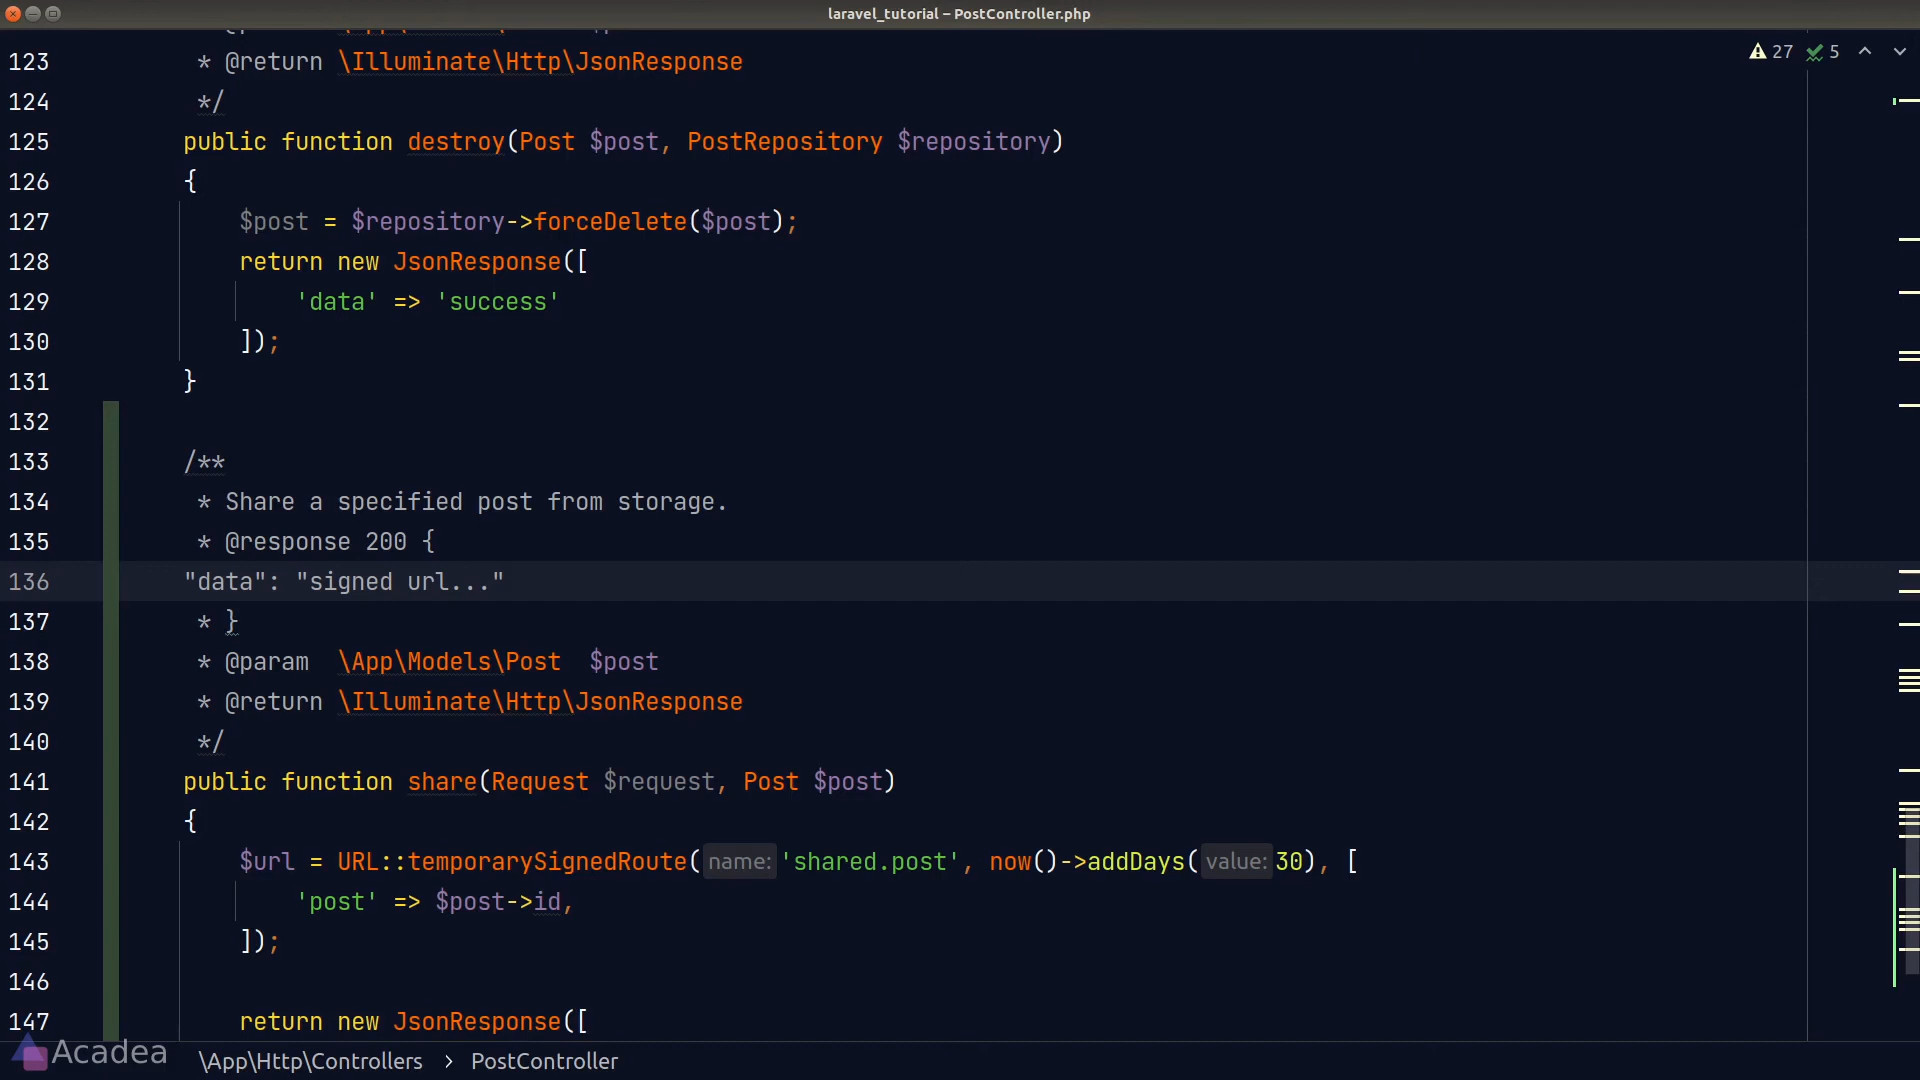 laravel_tutorial – PostController.php
27 5
123 * @return \Illuminate\Http\JsonResponse
124 */
125 public function destroy(Post $post, PostRepository $repository)
126 {
127 $post = $repository->forceDelete($post);
128 return new JsonResponse([
129 'data' => 'success'
130 ]);
131 }
132
133 /**
134 * Share a specified post from storage.
135 * @response 200 {
136 "data": "signed url..."
137 * }
138 * @param \App\Models\Post $post
139 * @return \Illuminate\Http\JsonResponse
140 */
141 public function share(Request $request, Post $post)
142 {
143 $url = URL::temporarySignedRoute( name: 'shared.post', now()->addDays( value: 30), [
144 'post' => $post->id,
145 ]);
146
147 return new JsonResponse([
Acadea
\App\Http\Controllers > PostController